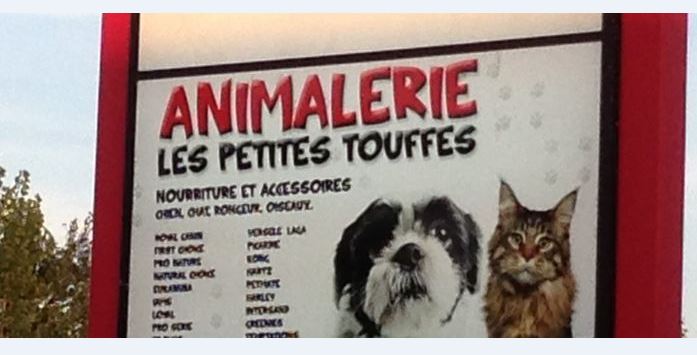 ANIMALERIE
LES PETITES TOUFFES
NOURRITURE ET ACCESSOIRES
CHIEN, CHAT, RONGEUR, OISEAUX.
ROYAL CANIN
FIRST CHOICE
PRO NATURE
NATURAL CHOICE
EUKANUBA
IAMS
LOYAL
PRO SERIE
VERSELE LAGA
PICARDIE
KONG
HARTZ
PETMATE
HARLEY
INTERSAND
GREENIES